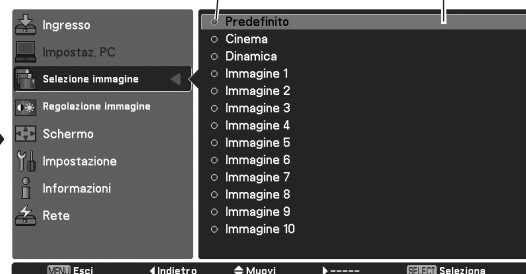 Ingresso
Impostaz. PC
Selezione immagine
Regolazione immagine
Schermo
Impostazione
Informazioni
Rete
Predefinito
Cinema
Dinamica
Immagine 1
Immagine 2
Immagine 3
Immagine 4
Immagine 5
Immagine 6
Immagine 7
Immagine 8
Immagine 9
Immagine 10
MENU Esci Indietro Muovi ----- SELECT Seleziona